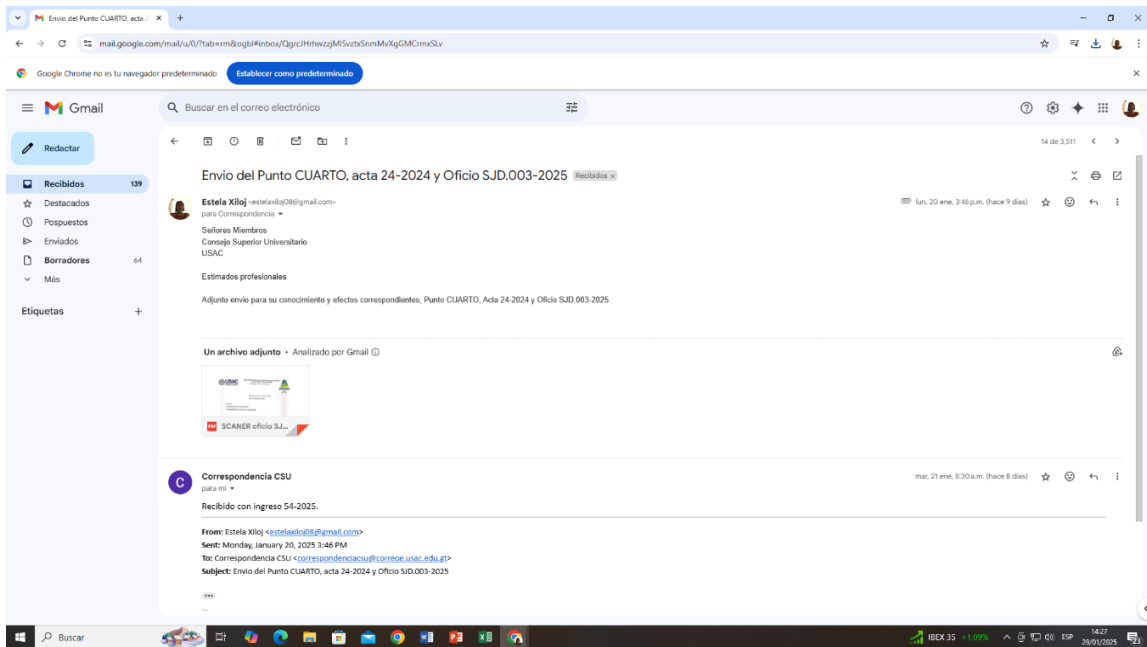 Envio del Punto CUARTO, acta 2
mail.google.com/mail/u/0/?tab=rm&ogbl#inbox/QgrcJHrhwzzjMlSvztxSnmMvXgGMCrmxSLv
Google Chrome no es tu navegador predeterminado Establecer como predeterminado
Gmail
Buscar en el correo electrónico
Redactar
14 de 3,511
Recibidos 139
Destacados
Pospuestos
Enviados
Borradores 64
Más
Etiquetas
Envio del Punto CUARTO, acta 24-2024 y Oficio SJD.003-2025 Recibidos x
Estela Xiloj <estelaxiloj08@gmail.com> lun, 20 ene, 3:46 p.m. (hace 9 días)
para Correspondencia
Señores Miembros
Consejo Superior Universitario
USAC
Estimados profesionales
Adjunto envio para su conocimiento y efectos correspondientes, Punto CUARTO, Acta 24-2024 y Oficio SJD.003-2025.
Un archivo adjunto • Analizado por Gmail
USAC
PDF SCANER oficio SJ...
C
Correspondencia CSU mar, 21 ene, 8:30 a.m. (hace 8 días)
para mí
Recibido con ingreso 54-2025.
From: Estela Xiloj <estelaxiloj08@gmail.com>
Sent: Monday, January 20, 2025 3:46 PM
To: Correspondencia CSU <correspondenciacsu@correoe.usac.edu.gt>
Subject: Envio del Punto CUARTO, acta 24-2024 y Oficio SJD.003-2025
...
Buscar
IBEX 35 +1.09% ESP 14:27
29/01/2025
23